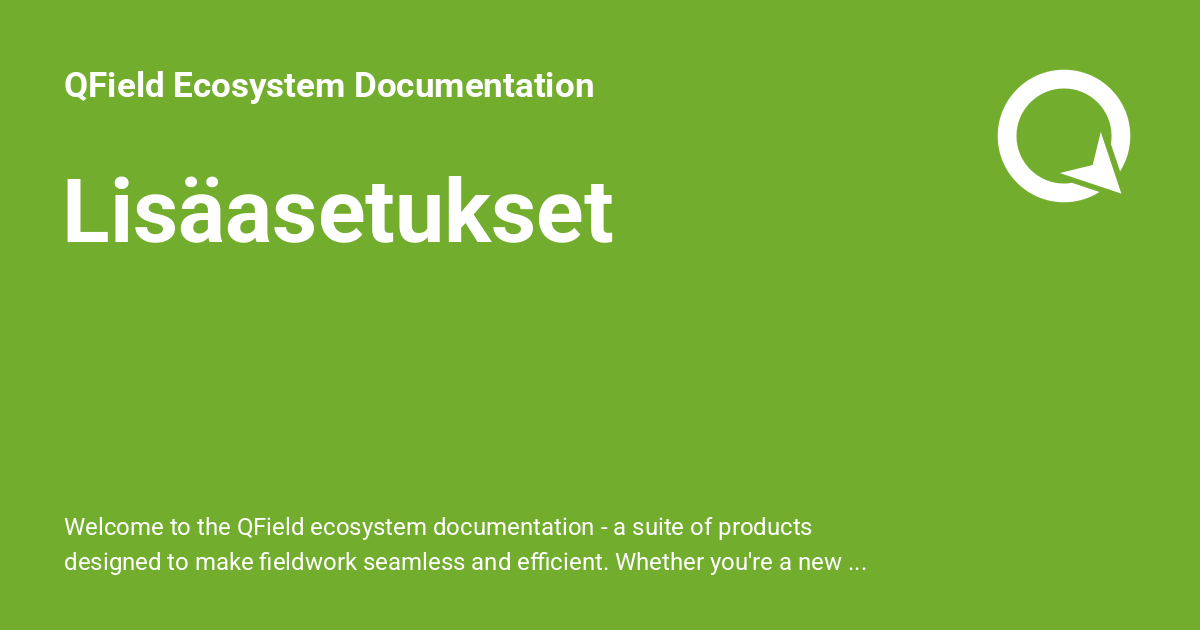 QField Ecosystem Documentation
Lisäasetukset
Welcome to the QField ecosystem documentation - a suite of products
designed to make fieldwork seamless and efficient. Whether you're a new ...